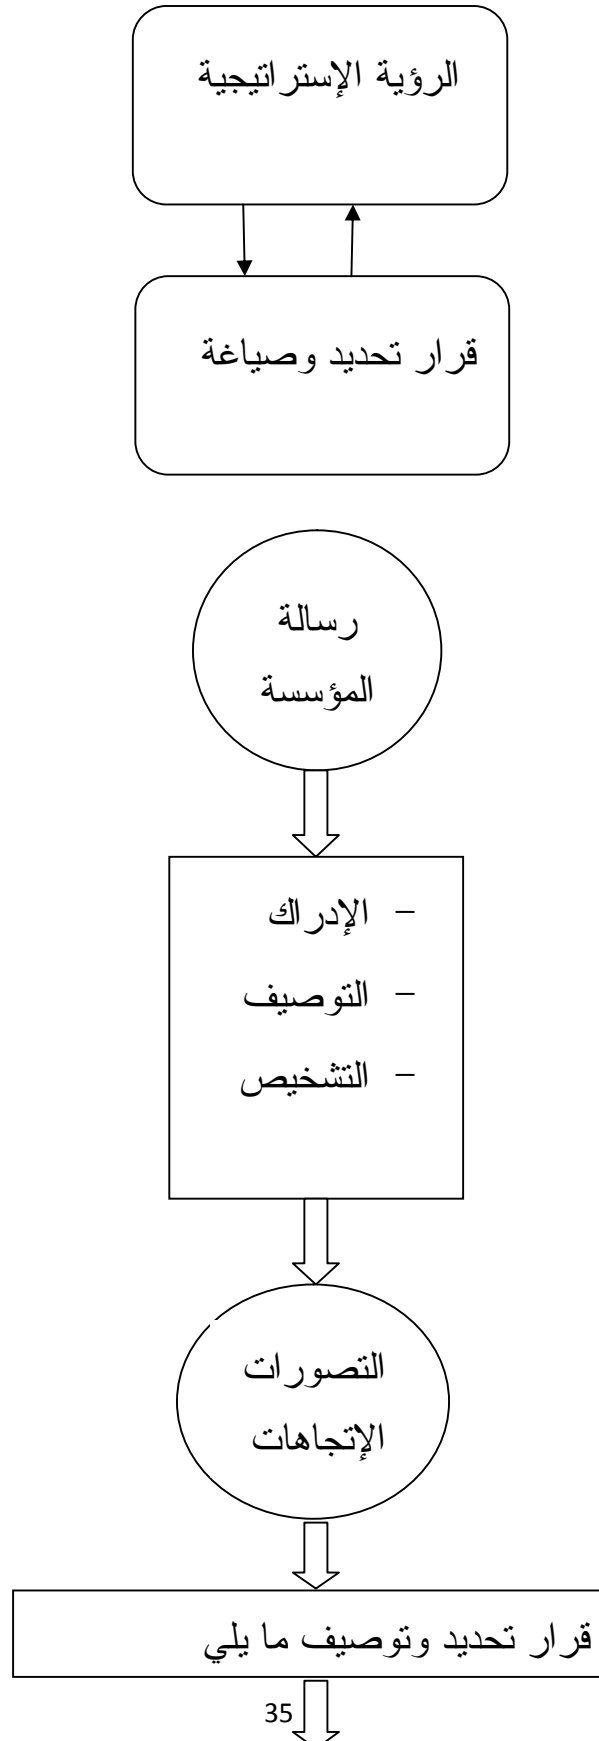 الرؤية الإستراتيجية
قرار تحديد وصياغة
رسالة
المؤسسة
- الإدراك
- التوصيف
- التشخيص
التصورات
الإتجاهات
قرار تحديد وتوصيف ما يلي
35